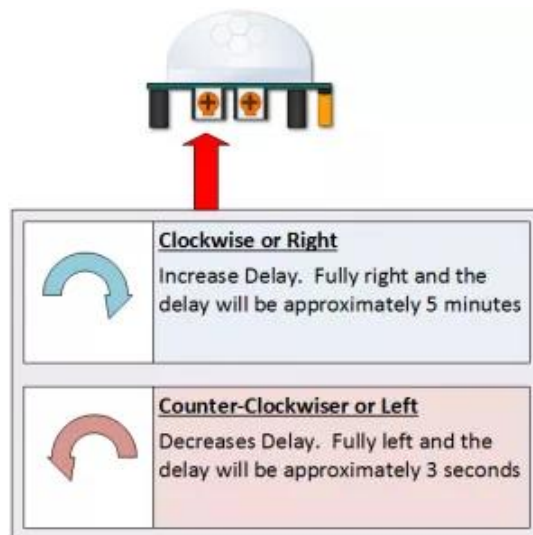 Clockwise or Right
Increase Delay.  Fully right and the
delay will be approximately 5 minutes
Counter-Clockwiser or Left
Decreases Delay.  Fully left and the
delay will be approximately 3 seconds